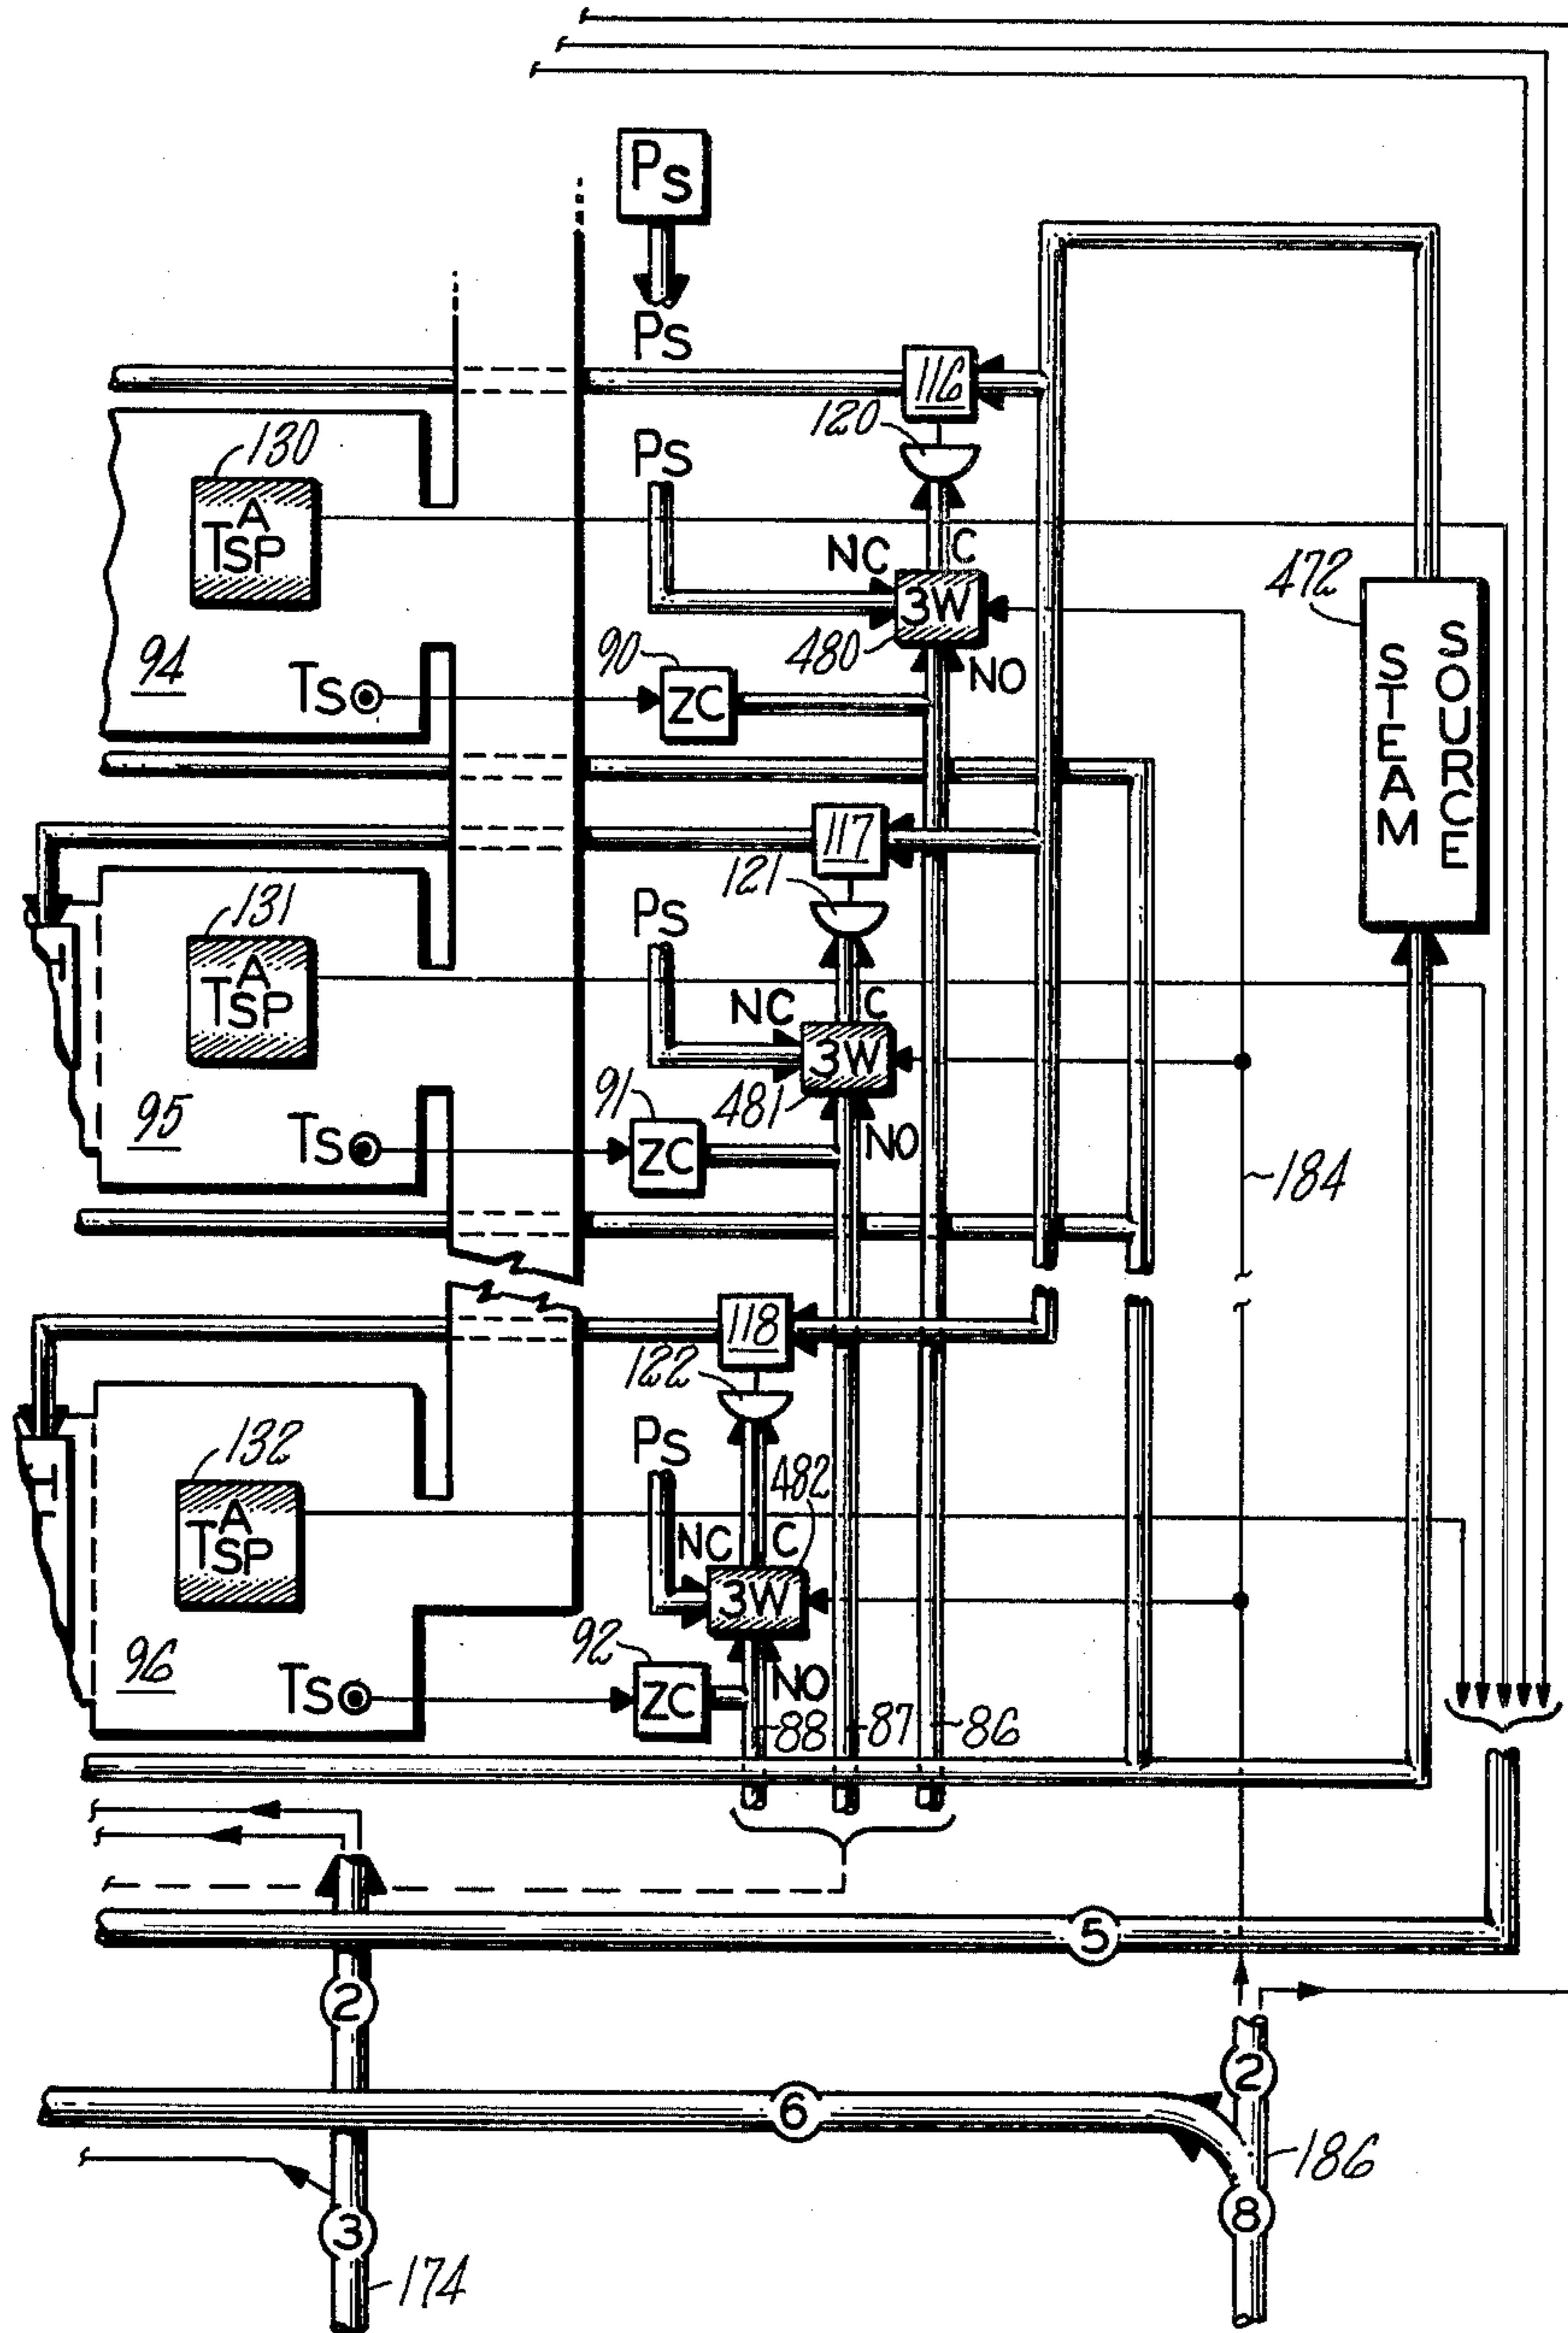 Ps
Ps
116
120
130
Ps
A
TSP
NC
C
472
3W
STEAM
SOURCE
94
90
480
NO
Ts
ZC
117
121
131
Ps
A
TSP
NC
C
3W
95
91
481
Ts
ZC
NO
184
118
122
132
Ps
482
A
TSP
NC
C
3W
96
92
Ts
ZC
NO
88
87
86
5
2
2
6
186
8
3
174